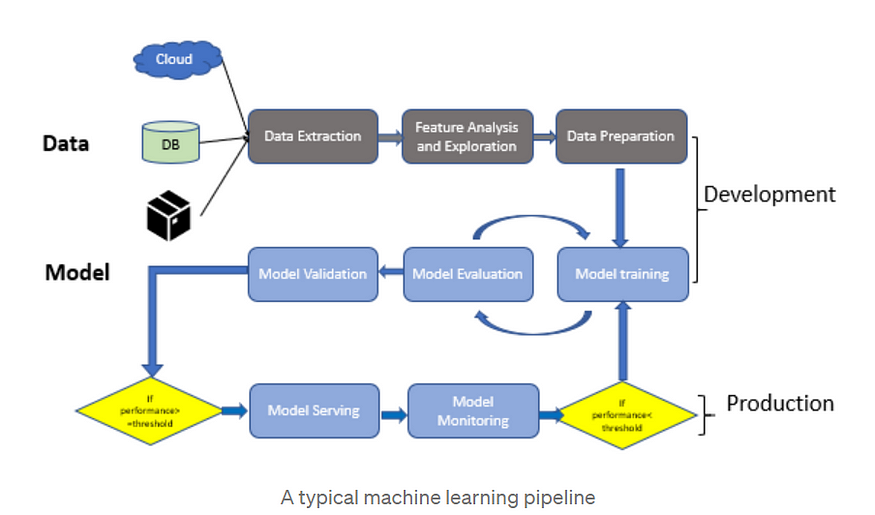 Cloud
Data
DB
Data Extraction
Feature Analysis
and Exploration
Data Preparation
Development
Model
Model Validation
Model Evaluation
Model training
If
performance>
=threshold
Model Serving
Model
Monitoring
If
performance<
threshold
Production
A typical machine learning pipeline